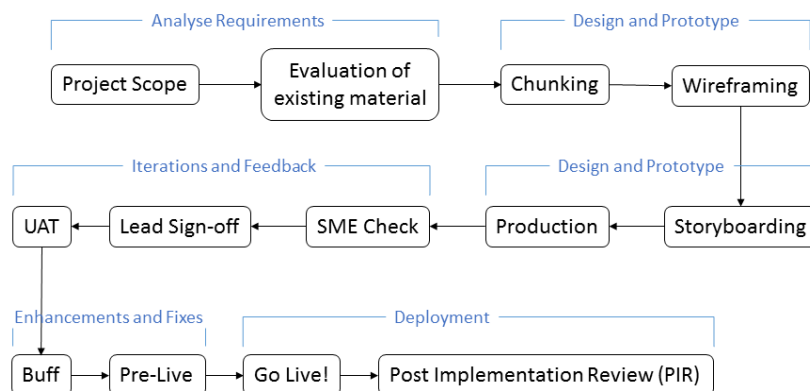 Analyse Requirements
Design and Prototype
Project Scope
Evaluation of
existing material
Chunking
Wireframing
Iterations and Feedback
Design and Prototype
UAT
Lead Sign-off
SME Check
Production
Storyboarding
Enhancements and Fixes
Deployment
Buff
Pre-Live
Go Live!
Post Implementation Review (PIR)